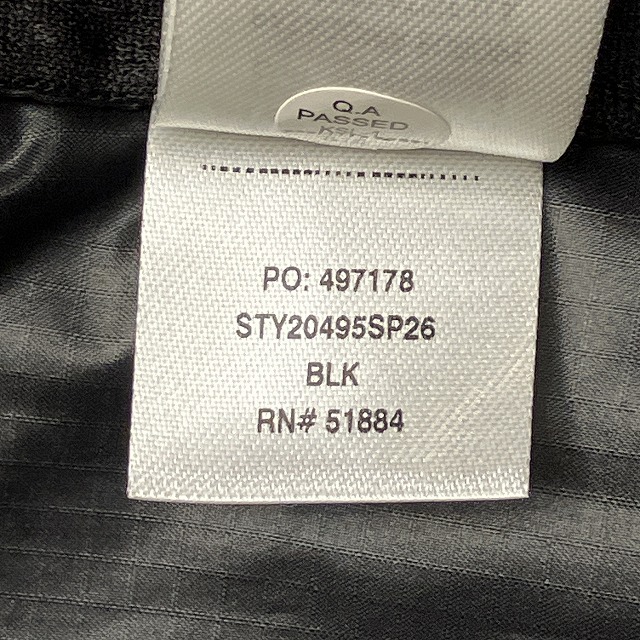 Q.A
PASSED
PO: 497178
STY20495SP26
BLK
RN# 51884